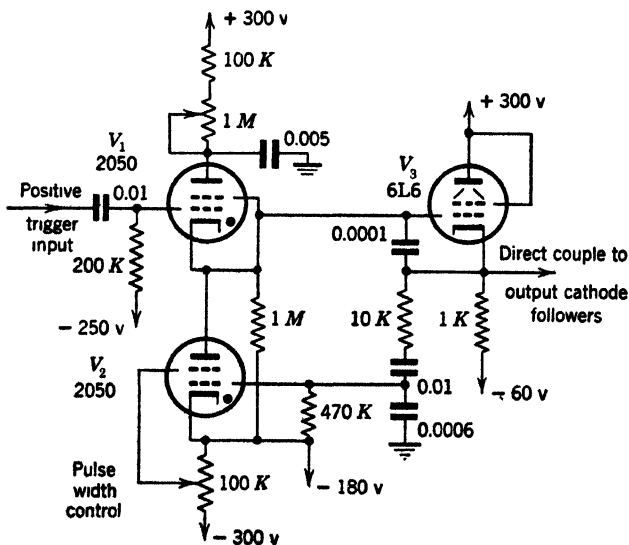 + 300 v
100 K
1 M
0.005
V1
2050
Positive
trigger
input
0.01
200 K
− 250 v
+ 300 v
V3
6L6
0.0001
Direct couple to
output cathode
followers
1 M
10 K
1 K
V2
2050
0.01
− 60 v
470 K
0.0006
Pulse
width
control
100 K
− 180 v
− 300 v